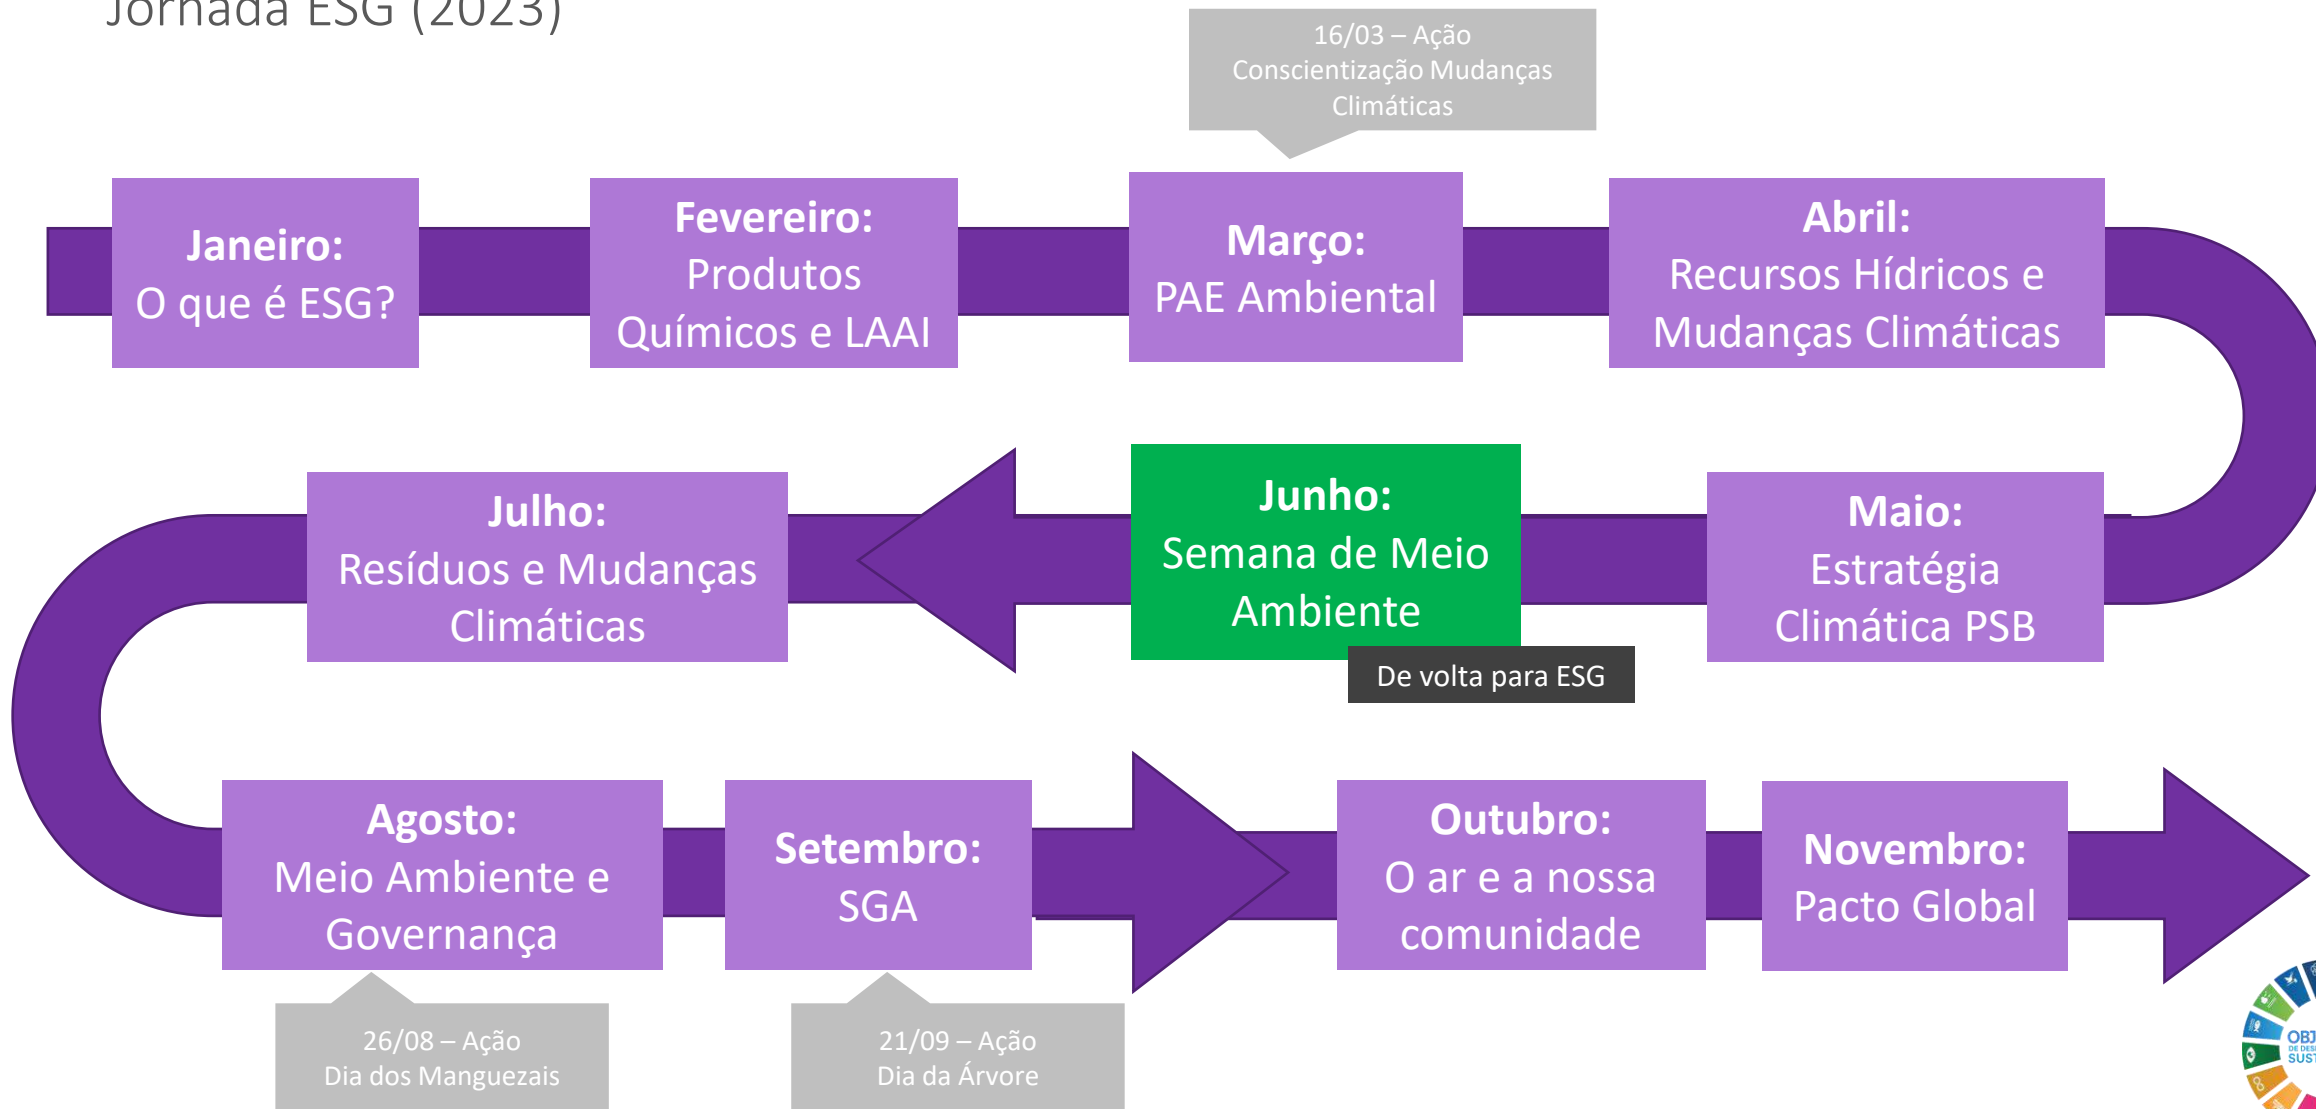 Jornada ESG (2023)
16/03 – Ação
Conscientização Mudanças
Climáticas
Janeiro:
O que é ESG?
Fevereiro:
Produtos
Químicos e LAAI
Março:
PAE Ambiental
Abril:
Recursos Hídricos e
Mudanças Climáticas
Maio:
Estratégia
Climática PSB
Junho:
Semana de Meio
Ambiente
De volta para ESG
Julho:
Resíduos e Mudanças
Climáticas
Agosto:
Meio Ambiente e
Governança
26/08 – Ação
Dia dos Manguezais
Setembro:
SGA
21/09 – Ação
Dia da Árvore
Outubro:
O ar e a nossa
comunidade
Novembro:
Pacto Global